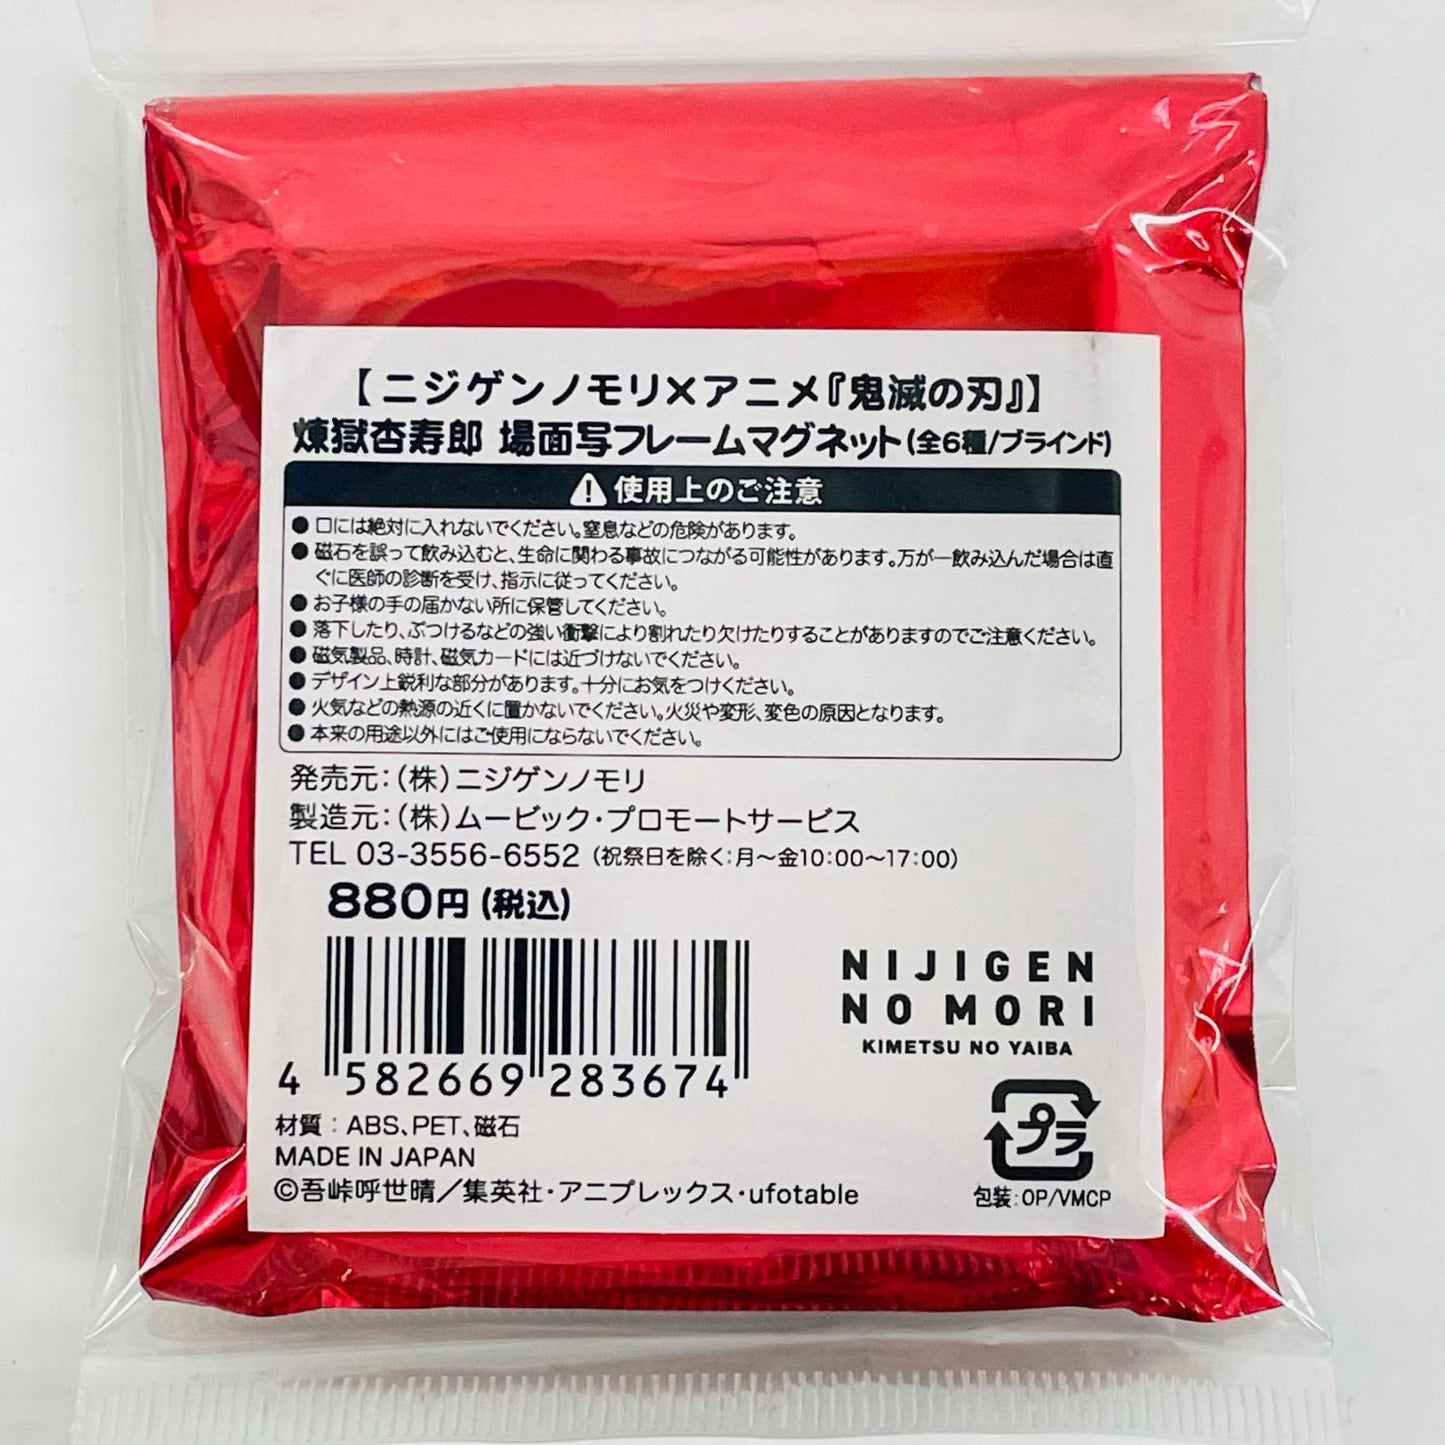 【ニジゲンノモリ×アニメ『鬼滅の刃』】
煉獄杏寿郎 場面写フレームマグネット(全6種/ブラインド)
使用上のご注意
●口には絶対に入れないでください。窒息などの危険があります。
●磁石を誤って飲み込むと、生命に関わる事故につながる可能性があります。万が一飲み込んだ場合は直
ぐに医師の診断を受け、指示に従ってください。
●お子様の手の届かない所に保管してください。
●落下したり、ぶつけるなどの強い衝撃により割れたり欠けたりすることがありますのでご注意ください。
●磁気製品、時計、磁気カードには近づけないでください。
●デザイン上鋭利な部分があります。十分にお気をつけください。
●火気などの熱源の近くに置かないでください。火災や変形、変色の原因となります。
●本来の用途以外にはご使用にならないでください。
発売元:(株)ニジゲンノモリ
製造元:(株)ムービック・プロモートサービス
TEL 03-3556-6552 (祝祭日を除く:月~金10:00~17:00)
880円(税込)
4 582669 283674
NIJIGEN
NO MORI
KIMETSU NO YAIBA
プラ
包装:OP/VMCP
材質:ABS、PET、磁石
MADE IN JAPAN
©吾峠呼世晴/集英社・アニプレックス・ufotable